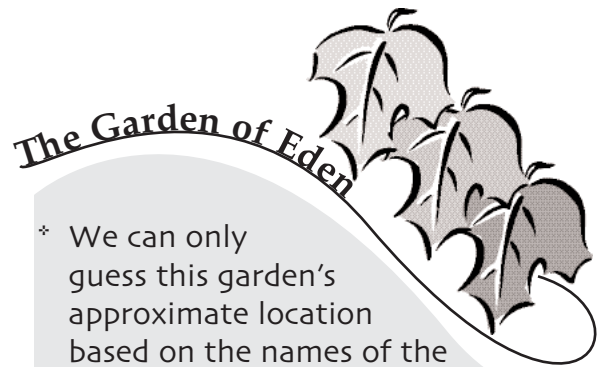 The Garden of Eden
✧ We can only
guess this garden’s
approximate location
based on the names of the